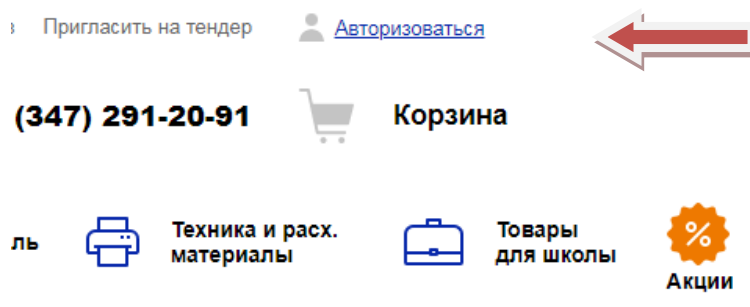 Пригласить на тендер Авторизоваться
(347) 291-20-91 Корзина
ль Техника и расх. материалы
Товары для школы
%
Акции